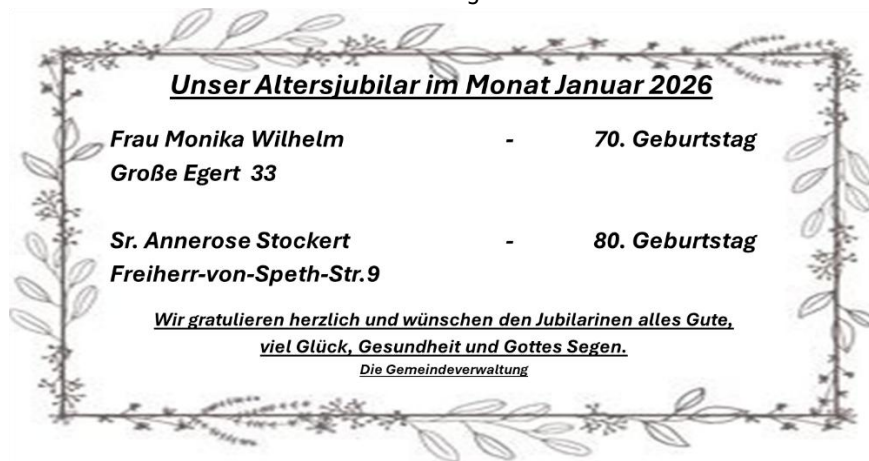 Unser Altersjubilar im Monat Januar 2026
Frau Monika Wilhelm - 70. Geburtstag
Große Egert 33
Sr. Annerose Stockert - 80. Geburtstag
Freiherr-von-Speth-Str.9
Wir gratulieren herzlich und wünschen den Jubilarinen alles Gute,
viel Glück, Gesundheit und Gottes Segen.
Die Gemeindeverwaltung